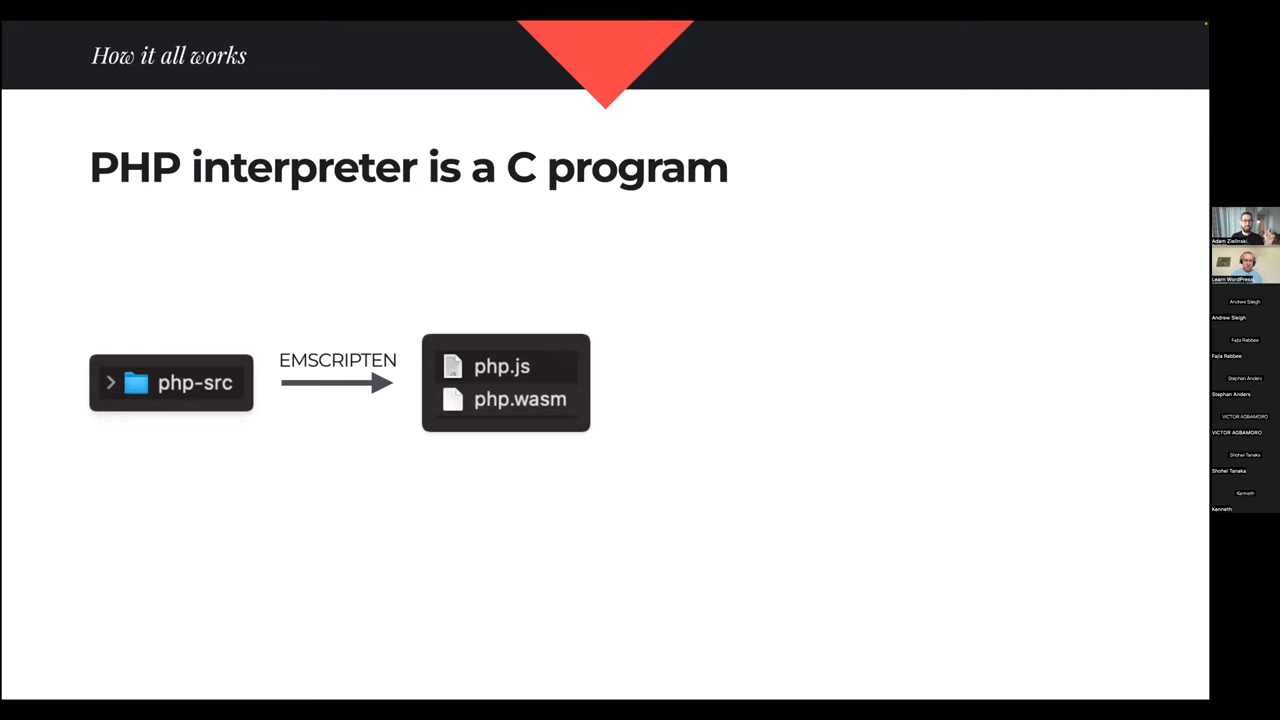 How it all works
PHP interpreter is a C program
php-src
EMSCRIPTEN
php.js
php.wasm
Adam Zielinski
Learn WordPress
Andrew Sleigh
Andrew Sleigh
Fajla Rabbee
Fajla Rabbee
Stephan Anders
Stephan Anders
VICTOR AGBAMORO
VICTOR AGBAMORO
Shohei Tanaka
Shohei Tanaka
Kenneth
Kenneth